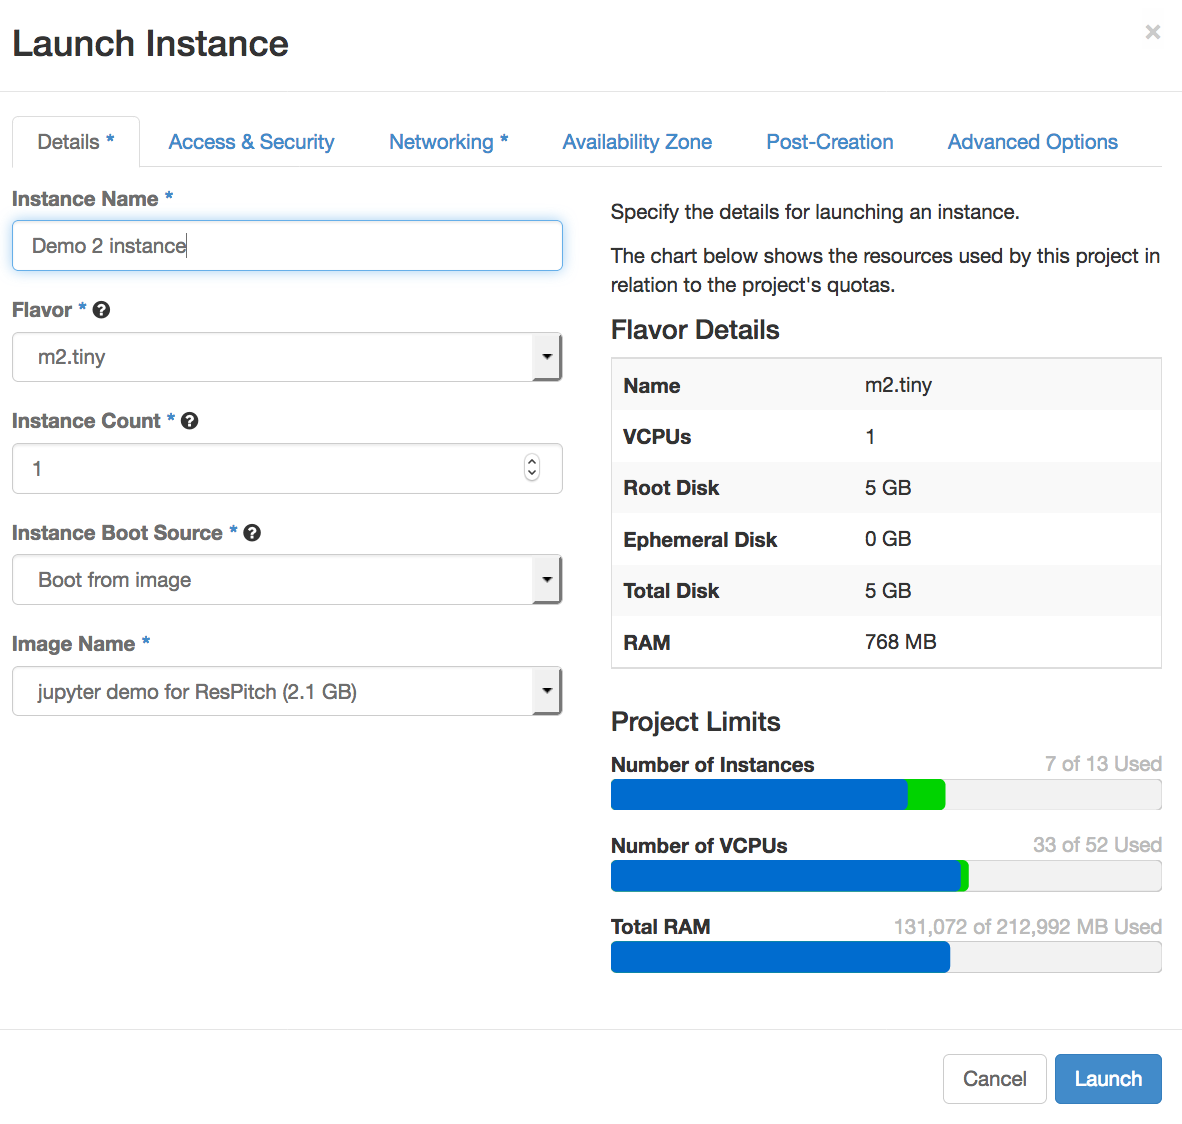 Launch Instance
×
Details *
Access & Security
Networking *
Availability Zone
Post-Creation
Advanced Options
Instance Name *
Demo 2 instance
Flavor * ?
m2.tiny
Instance Count * ?
1
Instance Boot Source * ?
Boot from image
Image Name *
jupyter demo for ResPitch (2.1 GB)
Specify the details for launching an instance.
The chart below shows the resources used by this project in
relation to the project's quotas.
Flavor Details
Name m2.tiny
VCPUs 1
Root Disk 5 GB
Ephemeral Disk 0 GB
Total Disk 5 GB
RAM 768 MB
Project Limits
Number of Instances 7 of 13 Used
Number of VCPUs 33 of 52 Used
Total RAM 131,072 of 212,992 MB Used
Cancel
Launch